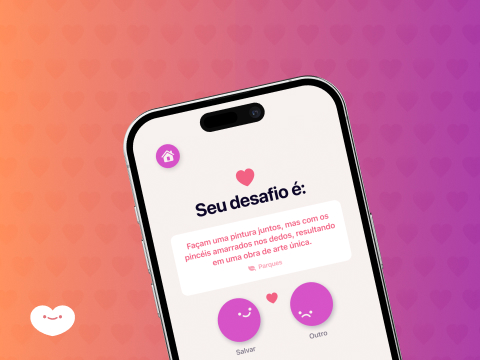 Seu desafio é:
Façam uma pintura juntos, mas com os
pincéis amarrados nos dedos, resultando
em uma obra de arte única.
Parques
Salvar
Outro